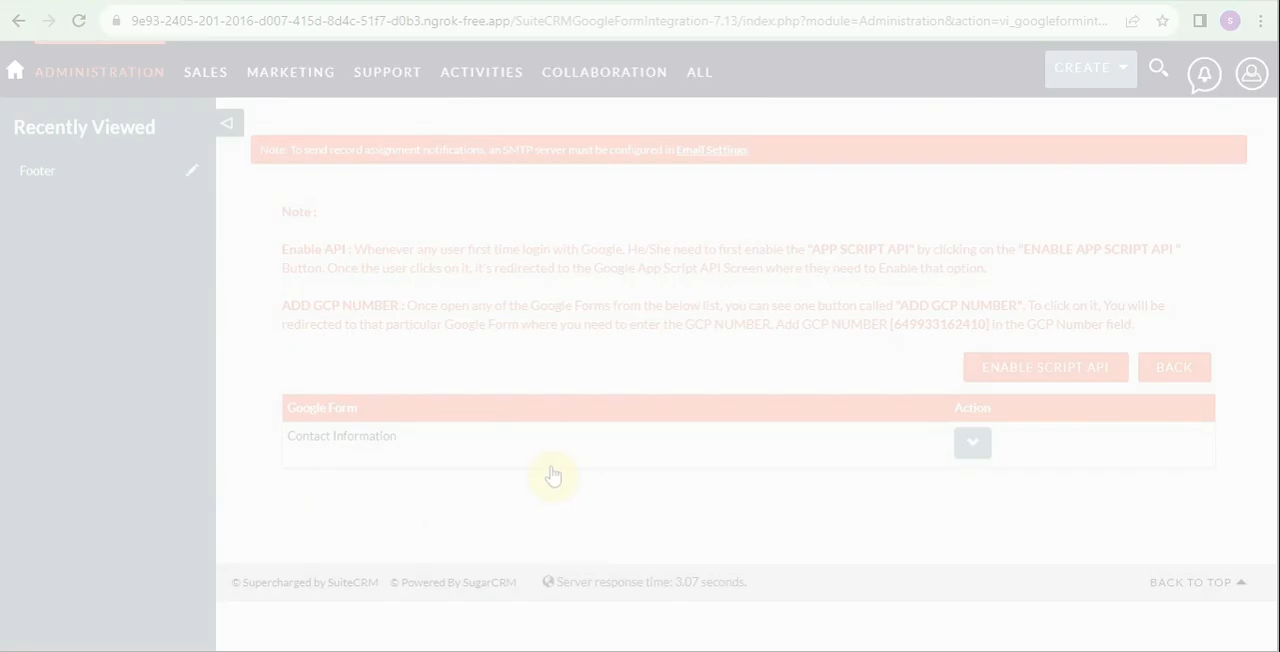 9e93-2405-201-2016-d007-415d-8d4c-51f7-d0b3.ngrok-free.app/SuiteCRMGoogleFormIntegration-7.13/index.php?module=Administration&action=vi_googleformint...
S
ADMINISTRATION SALES MARKETING SUPPORT ACTIVITIES COLLABORATION ALL CREATE
Recently Viewed
Footer
Note: To send record assignment notifications, an SMTP server must be configured in Email Settings.
Note :
Enable API : Whenever any user first time login with Google. He/She need to first enable the "APP SCRIPT API" by clicking on the "ENABLE APP SCRIPT API "
Button. Once the user clicks on it, it's redirected to the Google App Script API Screen where they need to Enable that option.
ADD GCP NUMBER : Once open any of the Google Forms from the below list, you can see one button called "ADD GCP NUMBER". To click on it, You will be
redirected to that particular Google Form where you need to enter the GCP NUMBER. Add GCP NUMBER [649933162410] in the GCP Number field.
ENABLE SCRIPT API BACK
Google Form Action
Contact Information
© Supercharged by SuiteCRM © Powered By SugarCRM Server response time: 3.07 seconds. BACK TO TOP